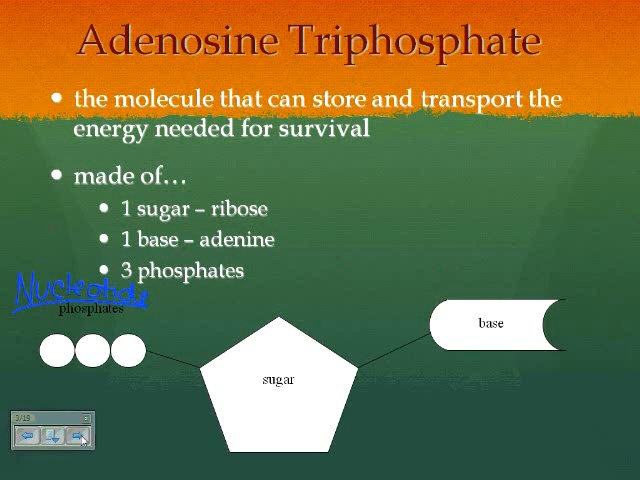 Adenosine Triphosphate
• the molecule that can store and transport the
energy needed for survival
• made of…
• 1 sugar – ribose
• 1 base – adenine
• 3 phosphates
Nucleotide
phosphates
base
sugar
3/19